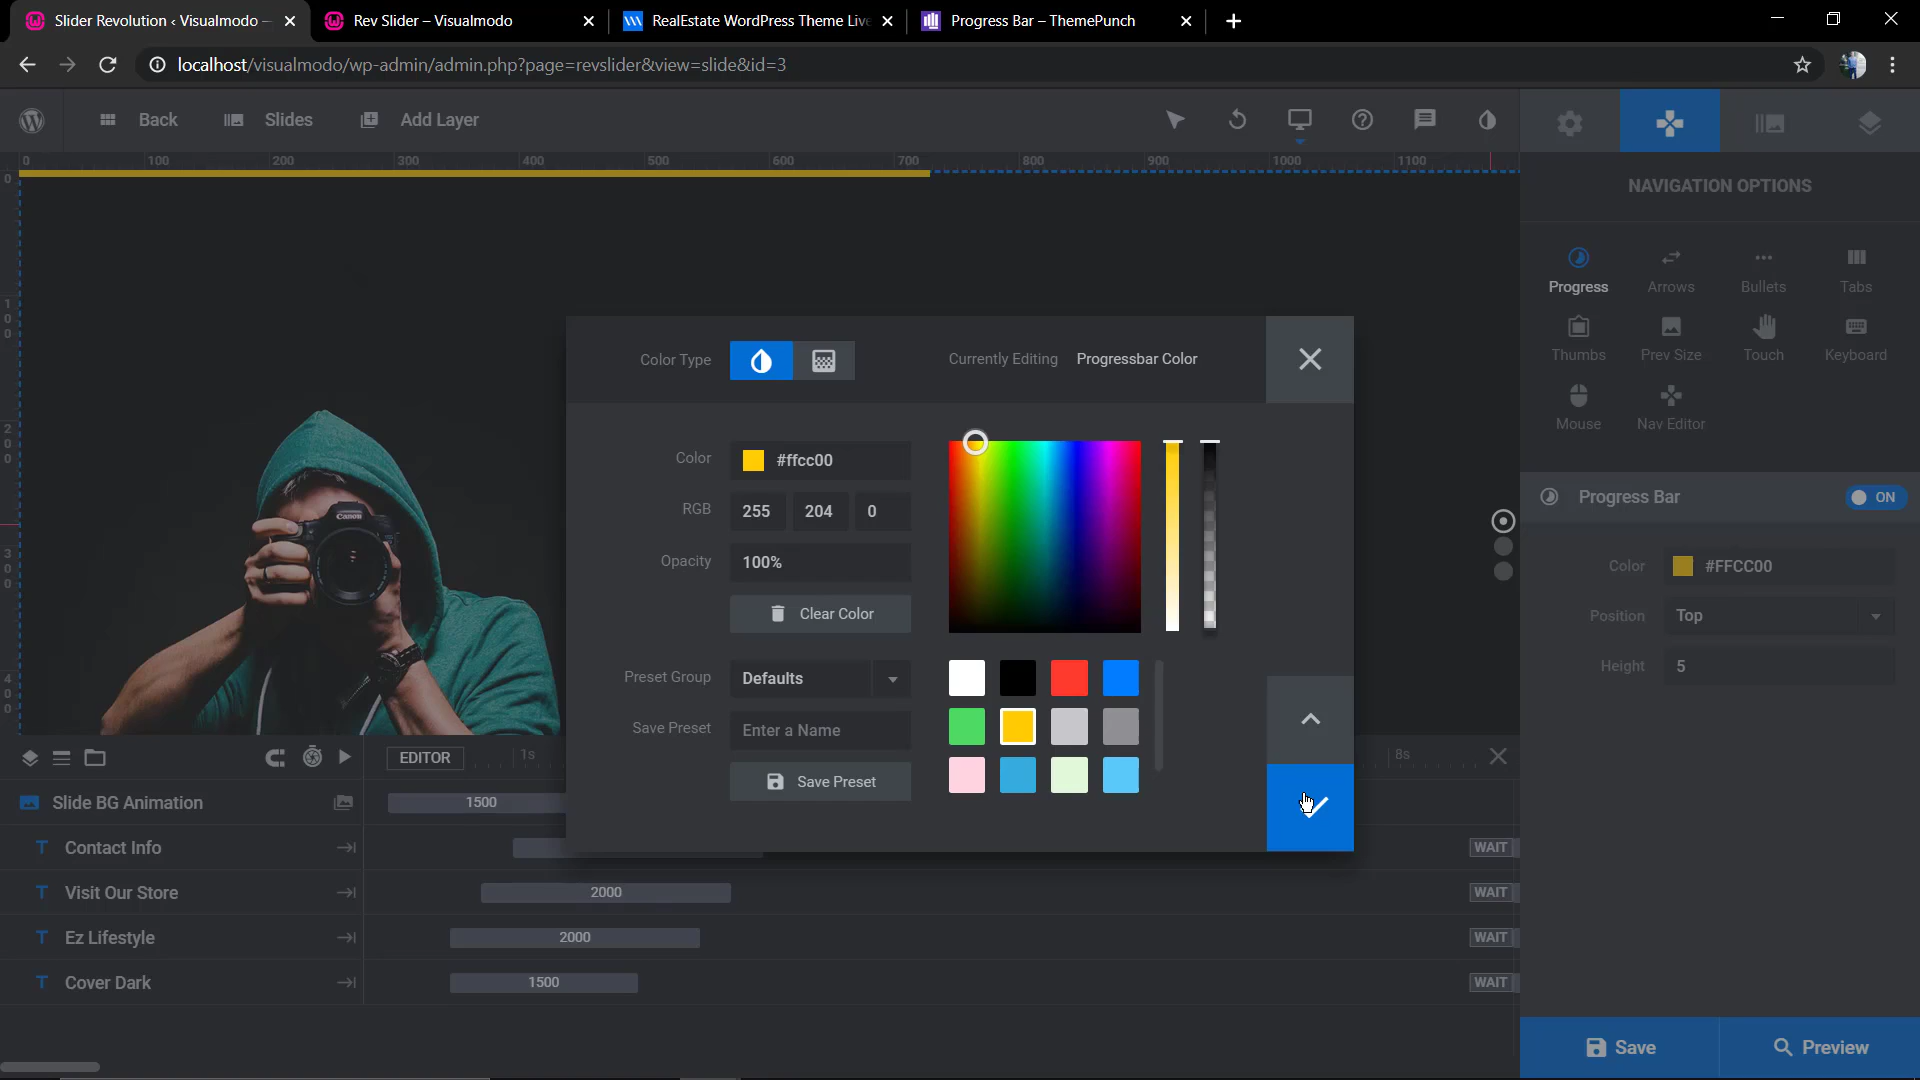 Slider Revolution ‹ Visualmodo –
Rev Slider – Visualmodo
RealEstate WordPress Theme Live
Progress Bar – ThemePunch
localhost/visualmodo/wp-admin/admin.php?page=revslider&view=slide&id=3
Back
Slides
Add Layer
0 100 200 300 400 500 600 700 800 900 1000 1100
0
100
200
300
400
NAVIGATION OPTIONS
Progress Arrows Bullets Tabs
Thumbs Prev Size Touch Keyboard
Mouse Nav Editor
Progress Bar ON
Color #FFCC00
Position Top
Height 5
Color Type
Currently Editing Progressbar Color
Color #ffcc00
RGB 255 204 0
Opacity 100%
Clear Color
Preset Group Defaults
Save Preset Enter a Name
Save Preset
Canon
EDITOR 1s 8s
Slide BG Animation 1500
Contact Info WAIT
Visit Our Store 2000 WAIT
Ez Lifestyle 2000 WAIT
Cover Dark 1500 WAIT
Save Preview